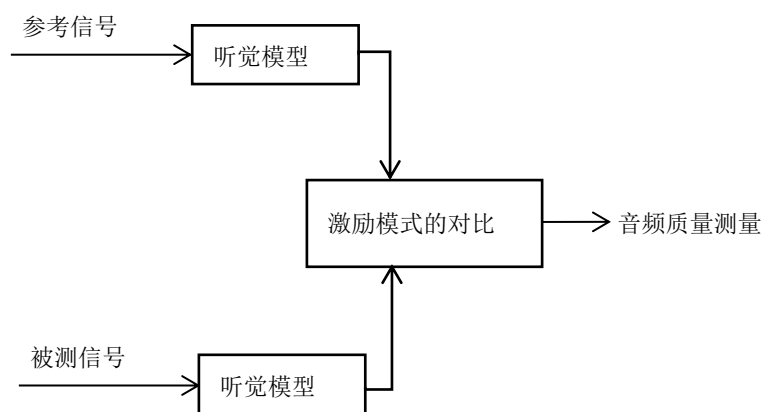 参考信号
听觉模型
激励模式的对比
音频质量测量
被测信号
听觉模型